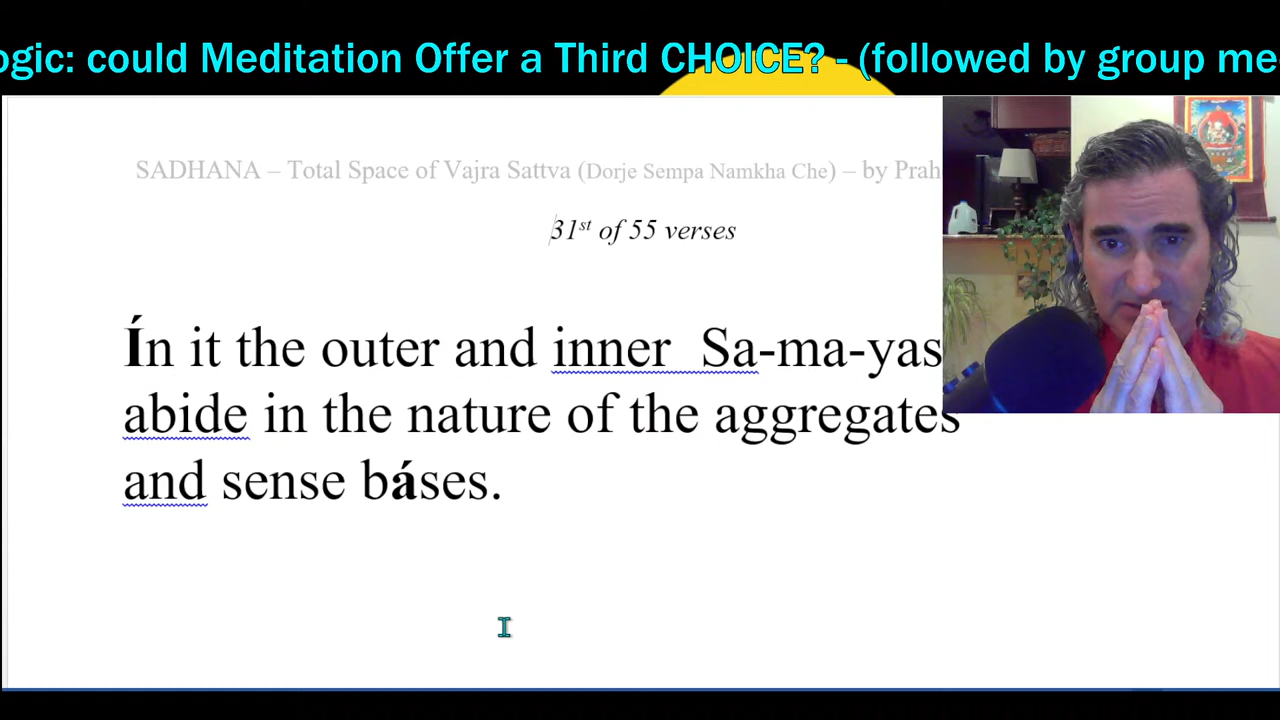 ogic: could Meditation Offer a Third CHOICE? - (followed by group me
SADHANA – Total Space of Vajra Sattva (Dorje Sempa Namkha Che) – by Prah
31st of 55 verses
Ín it the outer and inner Sa-ma-yas
abide in the nature of the aggregates
and sense báses.